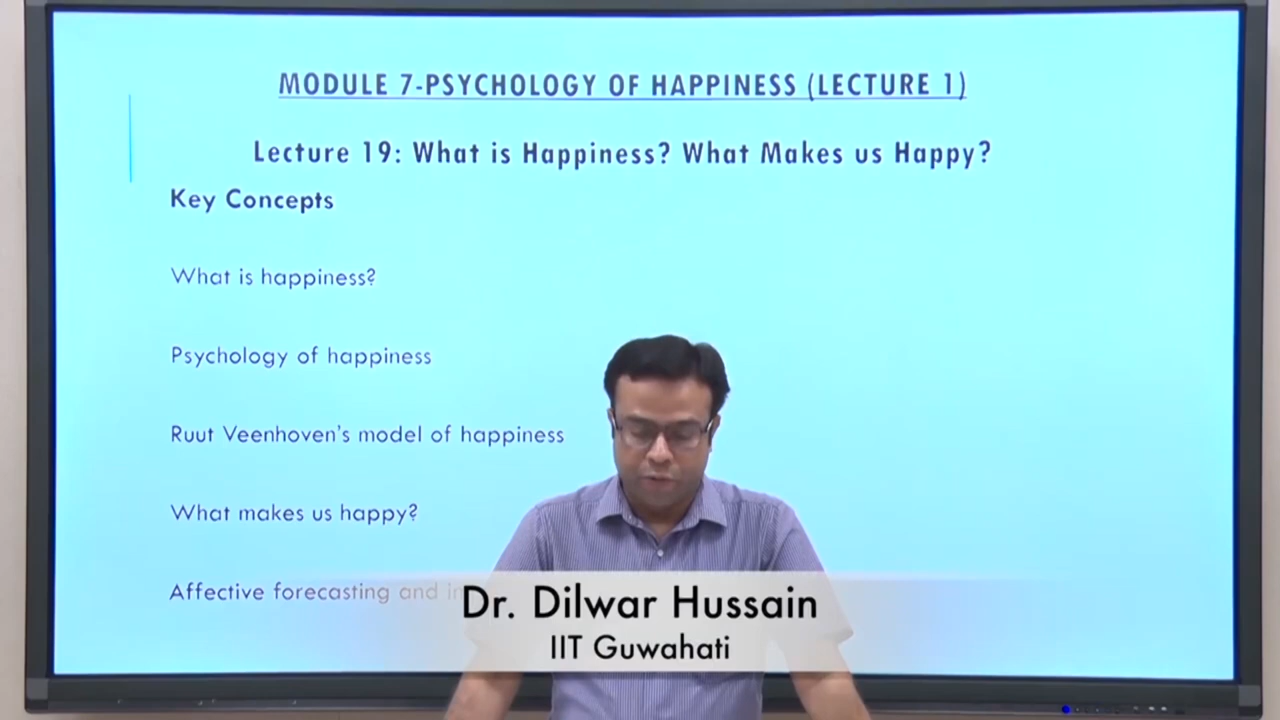 MODULE 7-PSYCHOLOGY OF HAPPINESS (LECTURE 1)
Lecture 19: What is Happiness? What Makes us Happy?
Key Concepts
What is happiness?
Psychology of happiness
Ruut Veenhoven's model of happiness
What makes us happy?
Affective forecasting and
Dr. Dilwar Hussain
IIT Guwahati